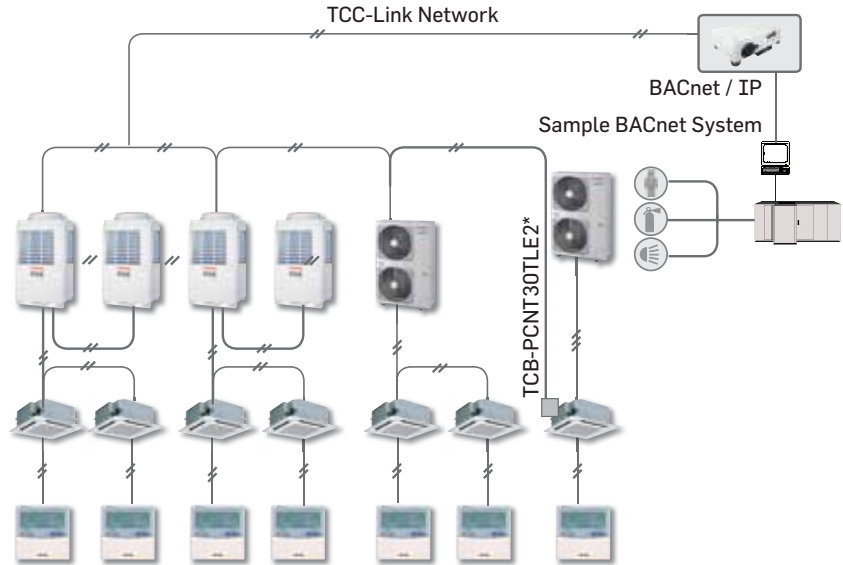 TCC-Link Network
BACnet / IP
Sample BACnet System
TCB-PCNT30TLE2*